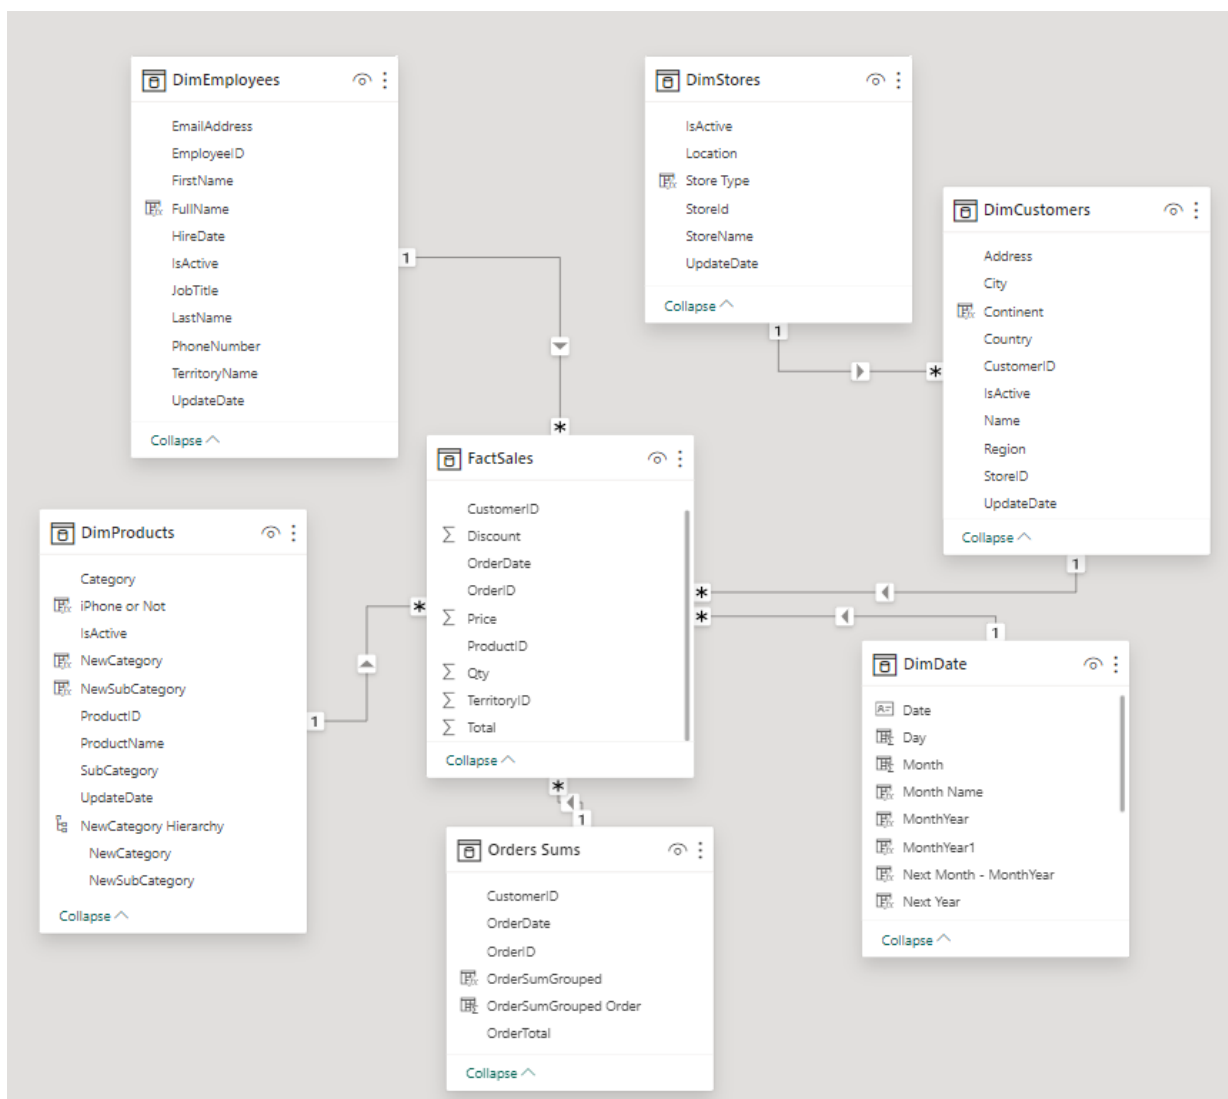 DimEmployees
EmailAddress
EmployeeID
FirstName
FullName
HireDate
IsActive
JobTitle
LastName
PhoneNumber
TerritoryName
UpdateDate
Collapse
1
*
DimStores
IsActive
Location
Store Type
StoreId
StoreName
UpdateDate
Collapse
1
*
DimCustomers
Address
City
Continent
Country
CustomerID
IsActive
Name
Region
StoreID
UpdateDate
Collapse
1
*
FactSales
CustomerID
Discount
OrderDate
OrderID
Price
ProductID
Qty
TerritoryID
Total
Collapse
DimProducts
Category
iPhone or Not
IsActive
NewCategory
NewSubCategory
ProductID
ProductName
SubCategory
UpdateDate
NewCategory Hierarchy
NewCategory
NewSubCategory
Collapse
1
*
DimDate
Date
Day
Month
Month Name
MonthYear
MonthYear1
Next Month - MonthYear
Next Year
Collapse
1
*
Orders Sums
CustomerID
OrderDate
OrderID
OrderSumGrouped
OrderSumGrouped Order
OrderTotal
Collapse
1
*